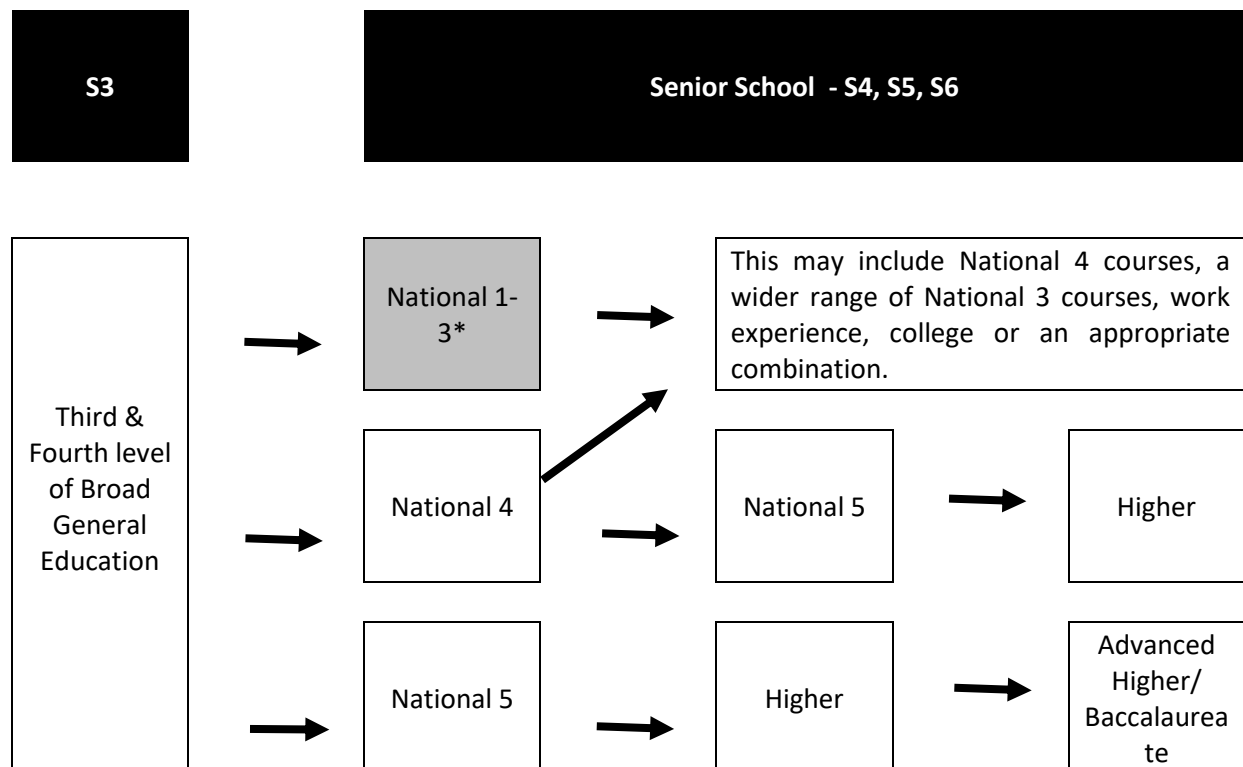 S3
Senior School - S4, S5, S6
Third &
Fourth level
of Broad
General
Education
National 1-
3*
This may include National 4 courses, a
wider range of National 3 courses, work
experience, college or an appropriate
combination.
National 4
National 5
Higher
National 5
Higher
Advanced
Higher/
Baccalaurea
te